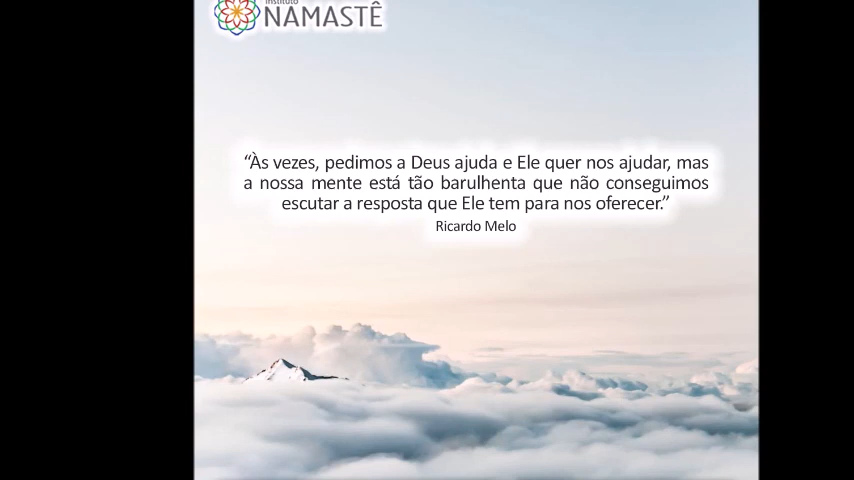 Instituto
NAMASTÊ
“Às vezes, pedimos a Deus ajuda e Ele quer nos ajudar, mas
a nossa mente está tão barulhenta que não conseguimos
escutar a resposta que Ele tem para nos oferecer.”
Ricardo Melo